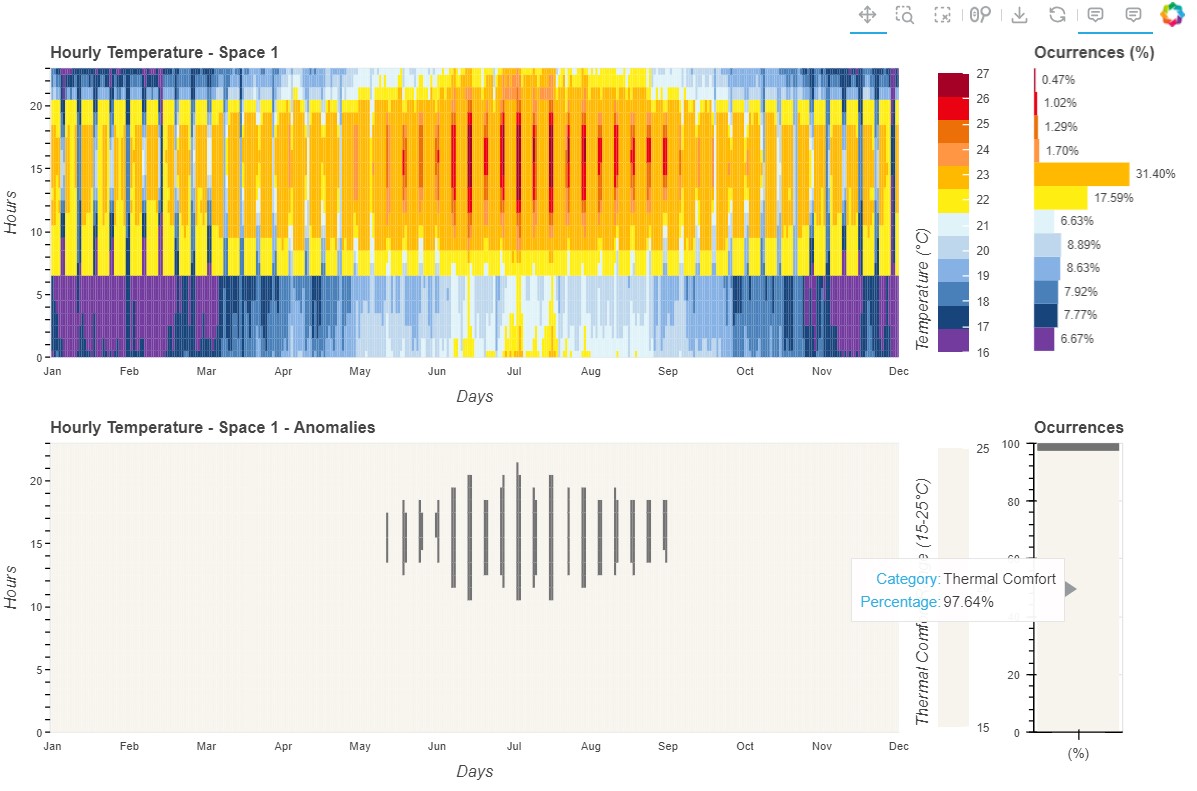 Hourly Temperature - Space 1
Ocurrences (%)
Hours
20
15
10
5
0
Jan Feb Mar Apr May Jun Jul Aug Sep Oct Nov Dec
Days
Temperature (°C)
27
26
25
24
23
22
21
20
19
18
17
16
0.47%
1.02%
1.29%
1.70%
31.40%
17.59%
6.63%
8.89%
8.63%
7.92%
7.77%
6.67%
Hourly Temperature - Space 1 - Anomalies
Ocurrences
Hours
20
15
10
5
0
Jan Feb Mar Apr May Jun Jul Aug Sep Oct Nov Dec
Days
(15-25°C)
25
15
Category: Thermal Comfort
Percentage: 97.64%
100
80
20
0
(%)